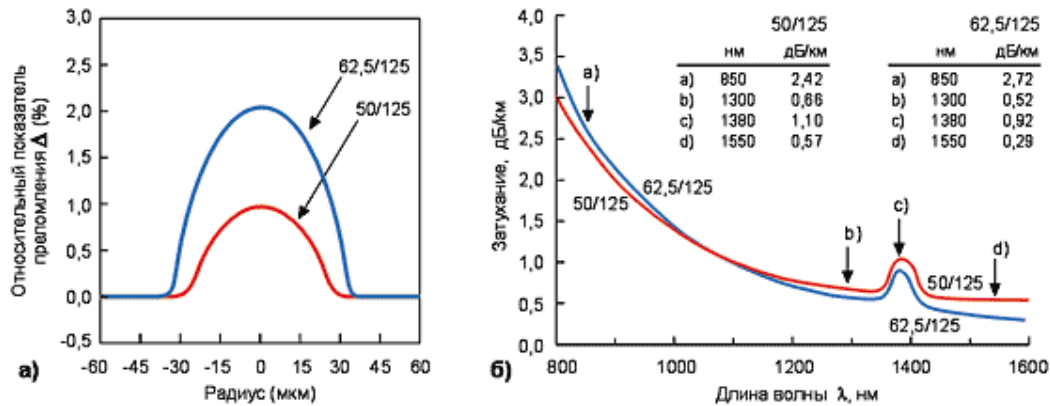 Относительный показатель
преломления Δ (%)
3,0
2,5
2,0
1,5
1,0
0,5
0,0
-0,5
62,5/125
50/125
-60 -45 -30 -15 0 15 30 45 60
Радиус (мкм)
а)
Затухание, дБ/км
4,0
3,5
3,0
2,5
2,0
1,5
1,0
0,5
0,0
50/125
нм дБ/км
a) 850 2,42
b) 1300 0,66
c) 1380 1,10
d) 1550 0,57
62,5/125
нм дБ/км
a) 850 2,72
b) 1300 0,52
c) 1380 0,92
d) 1550 0,29
a)
62,5/125
50/125
b)
c)
d)
50/125
62,5/125
800 1000 1200 1400 1600
Длина волны λ, нм
б)